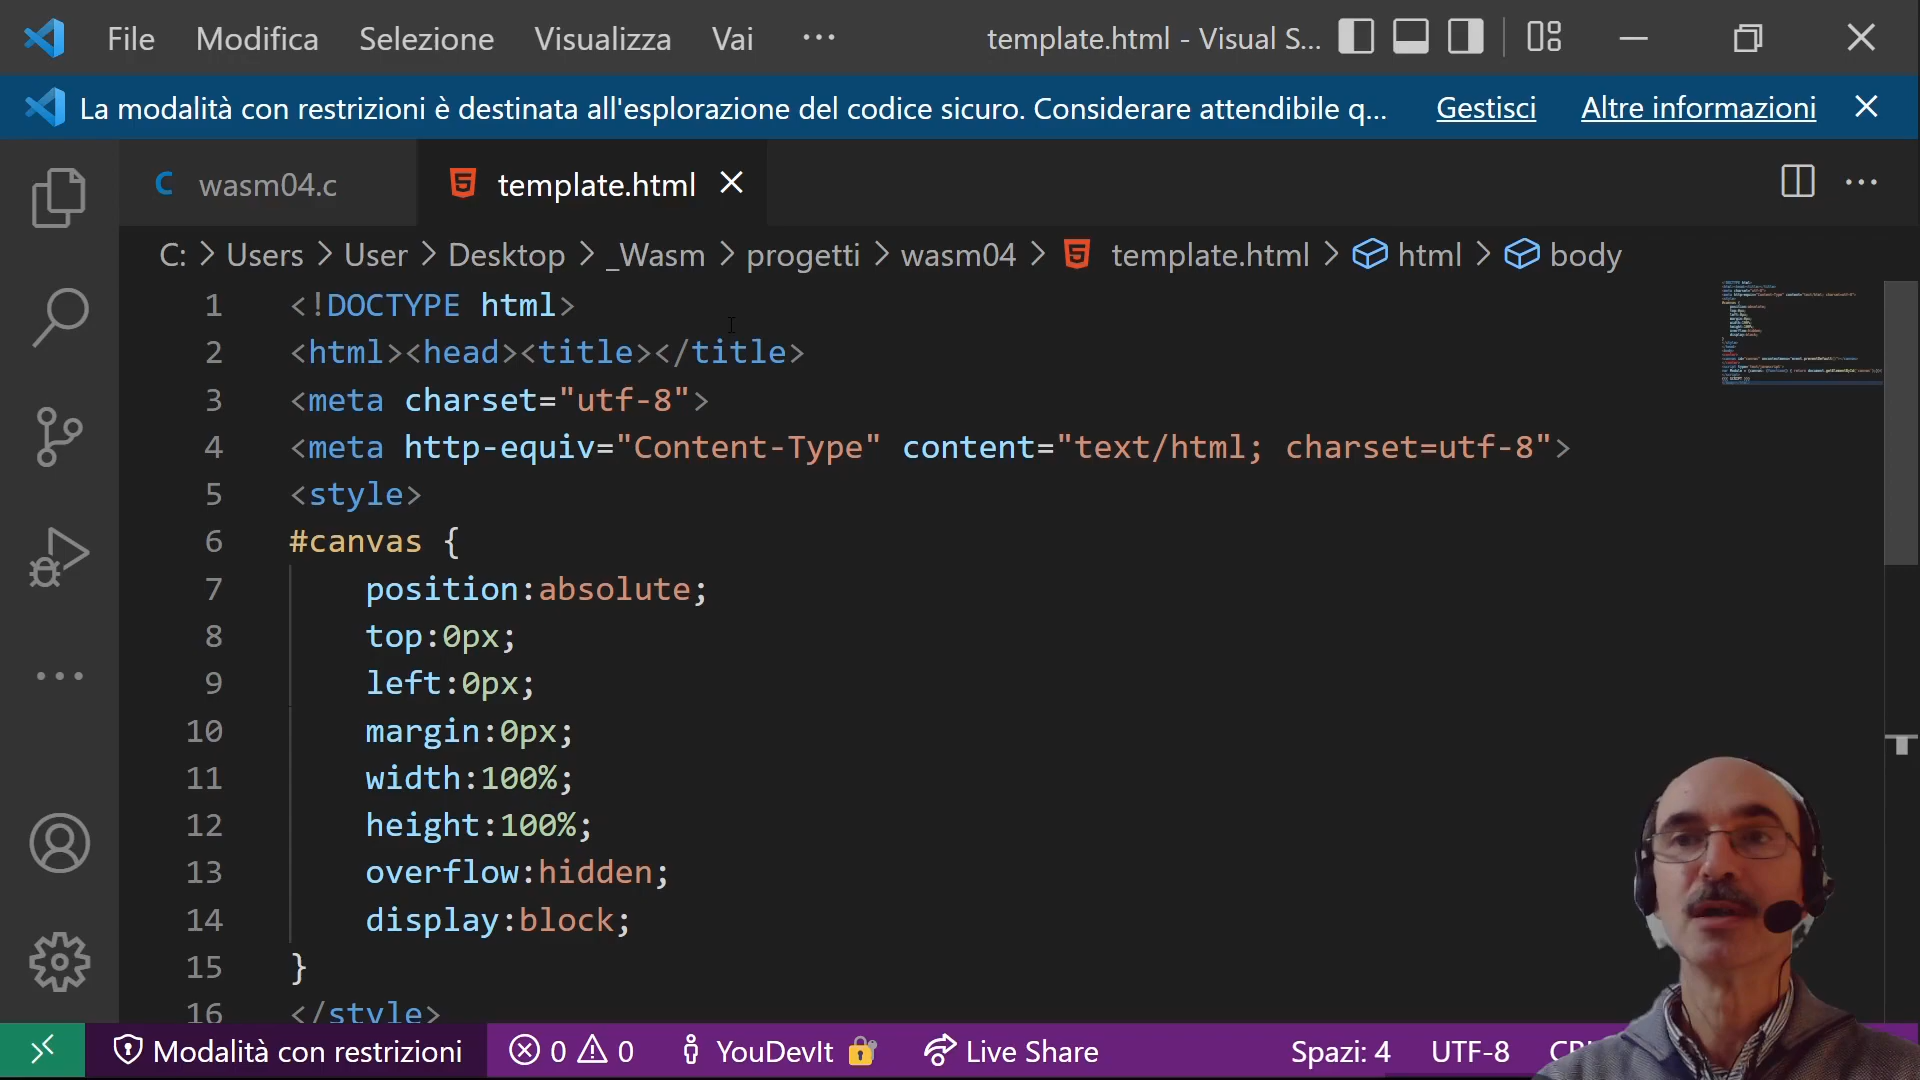 File Modifica Selezione Visualizza Vai ··· template.html - Visual S...
La modalità con restrizioni è destinata all'esplorazione del codice sicuro. Considerare attendibile q... Gestisci Altre informazioni
wasm04.c template.html
C: > Users > User > Desktop > _Wasm > progetti > wasm04 > template.html > html > body
1 <!DOCTYPE html>
2 <html><head><title></title>
3 <meta charset="utf-8">
4 <meta http-equiv="Content-Type" content="text/html; charset=utf-8">
5 <style>
6 #canvas {
7 position:absolute;
8 top:0px;
9 left:0px;
10 margin:0px;
11 width:100%;
12 height:100%;
13 overflow:hidden;
14 display:block;
15 }
16 </style>
Modalità con restrizioni 0 0 YouDevIt Live Share Spazi: 4 UTF-8